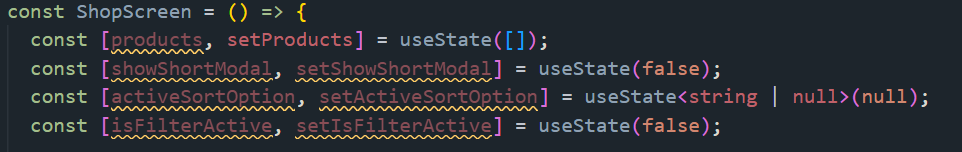 const ShopScreen = () => {
const [products, setProducts] = useState([]);
const [showShortModal, setShowShortModal] = useState(false);
const [activeSortOption, setActiveSortOption] = useState<string | null>(null);
const [isFilterActive, setIsFilterActive] = useState(false);